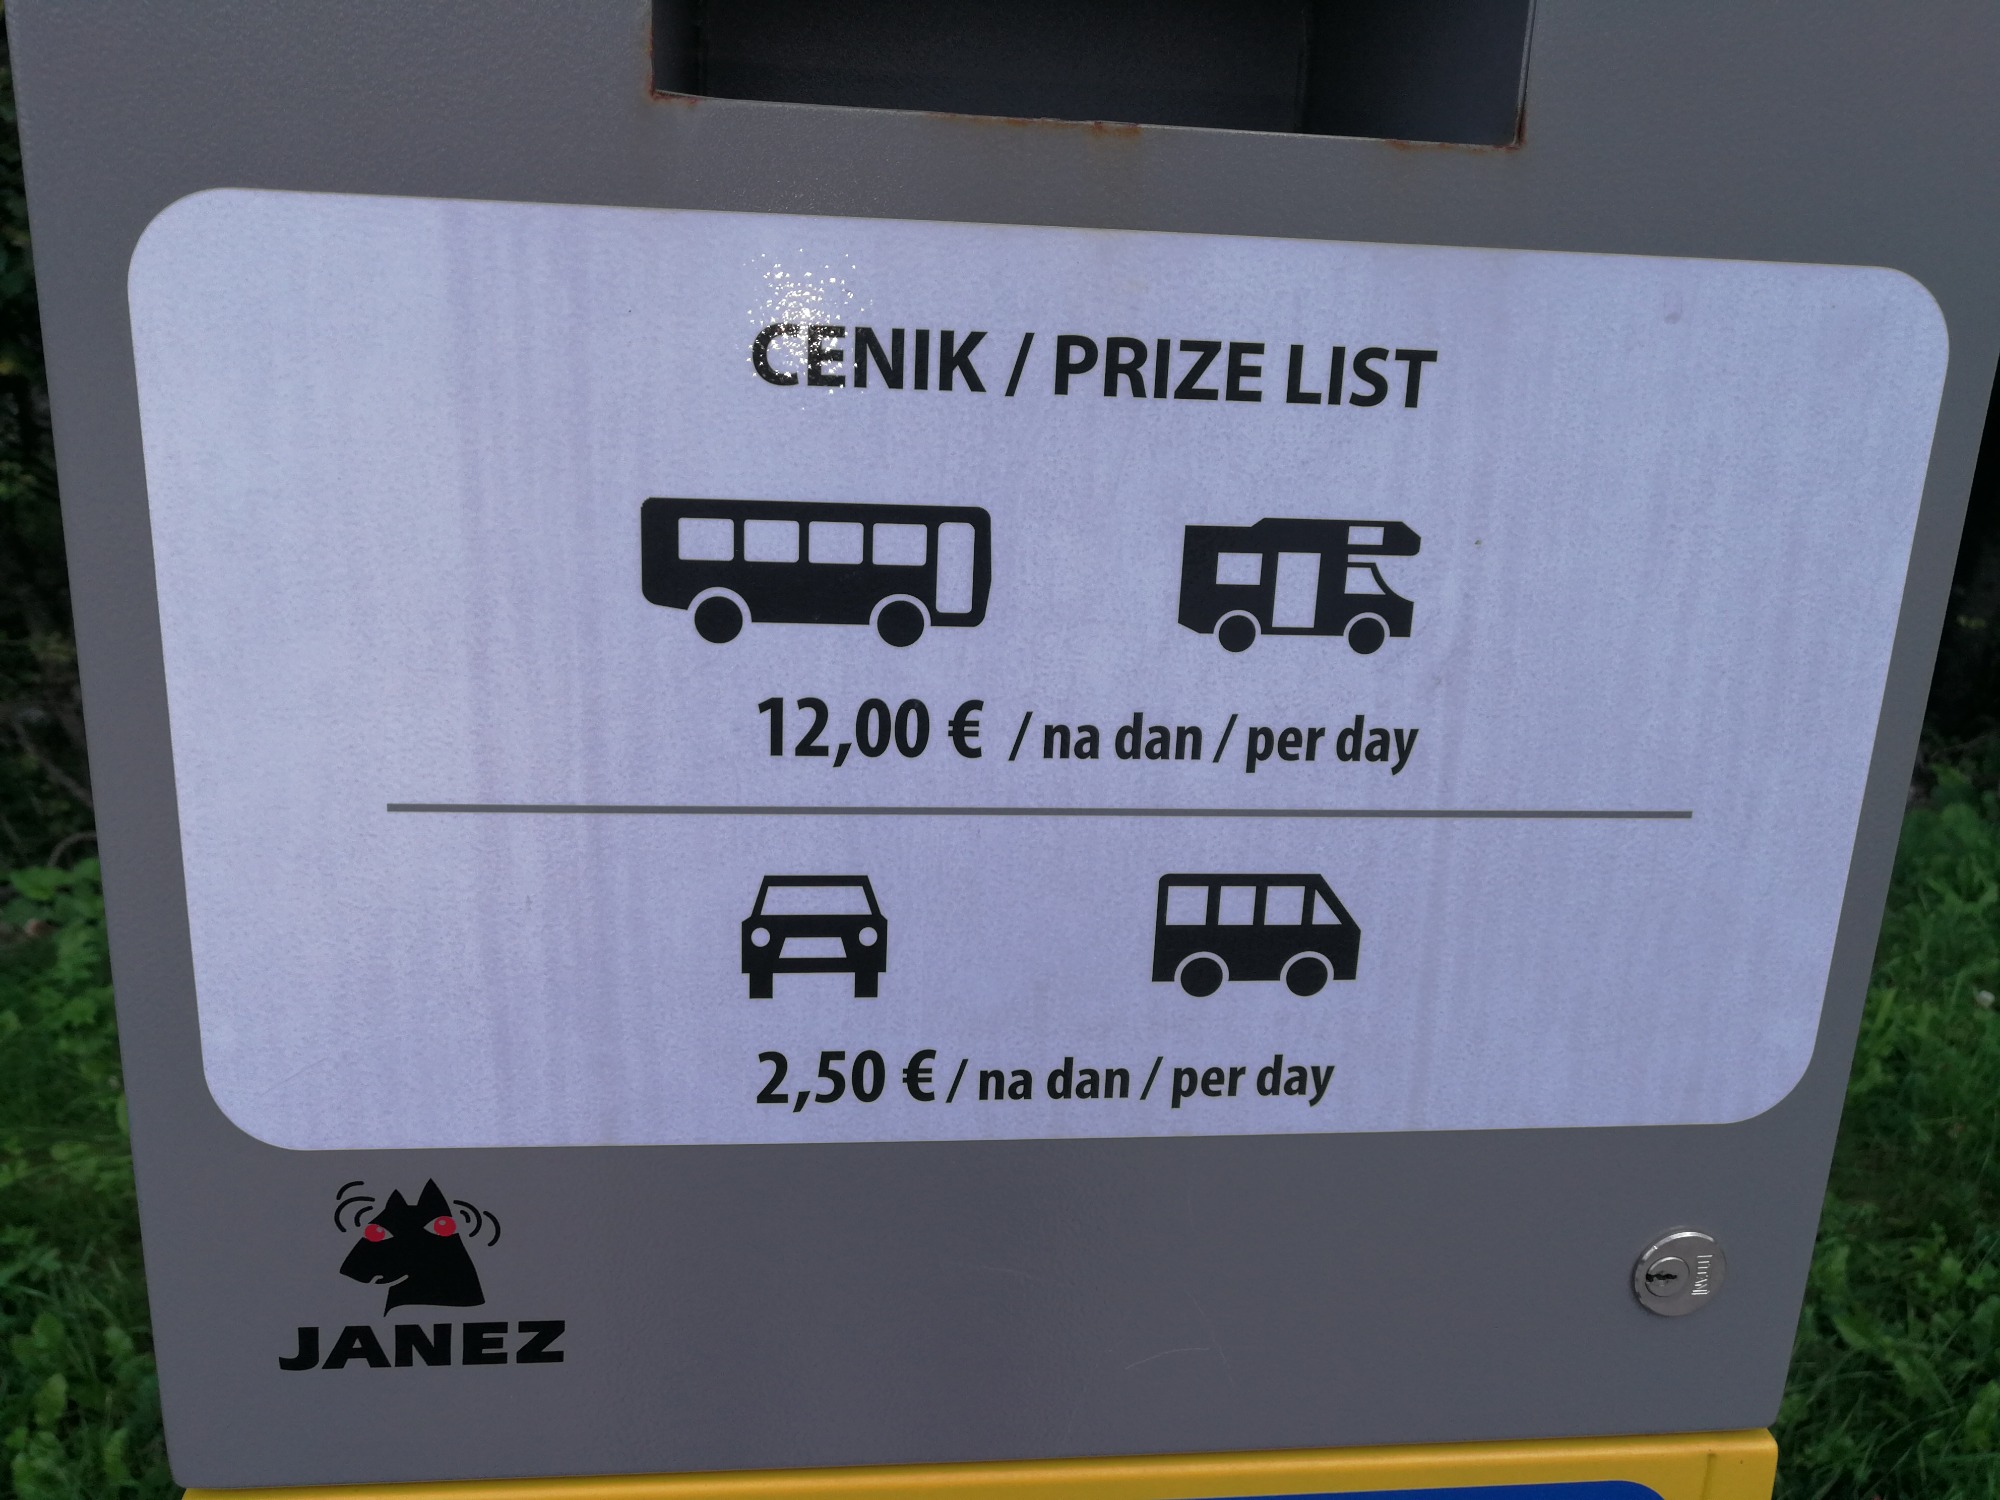 CENIK / PRIZE LIST
12,00 € / na dan / per day
2,50 € / na dan / per day
JANEZ